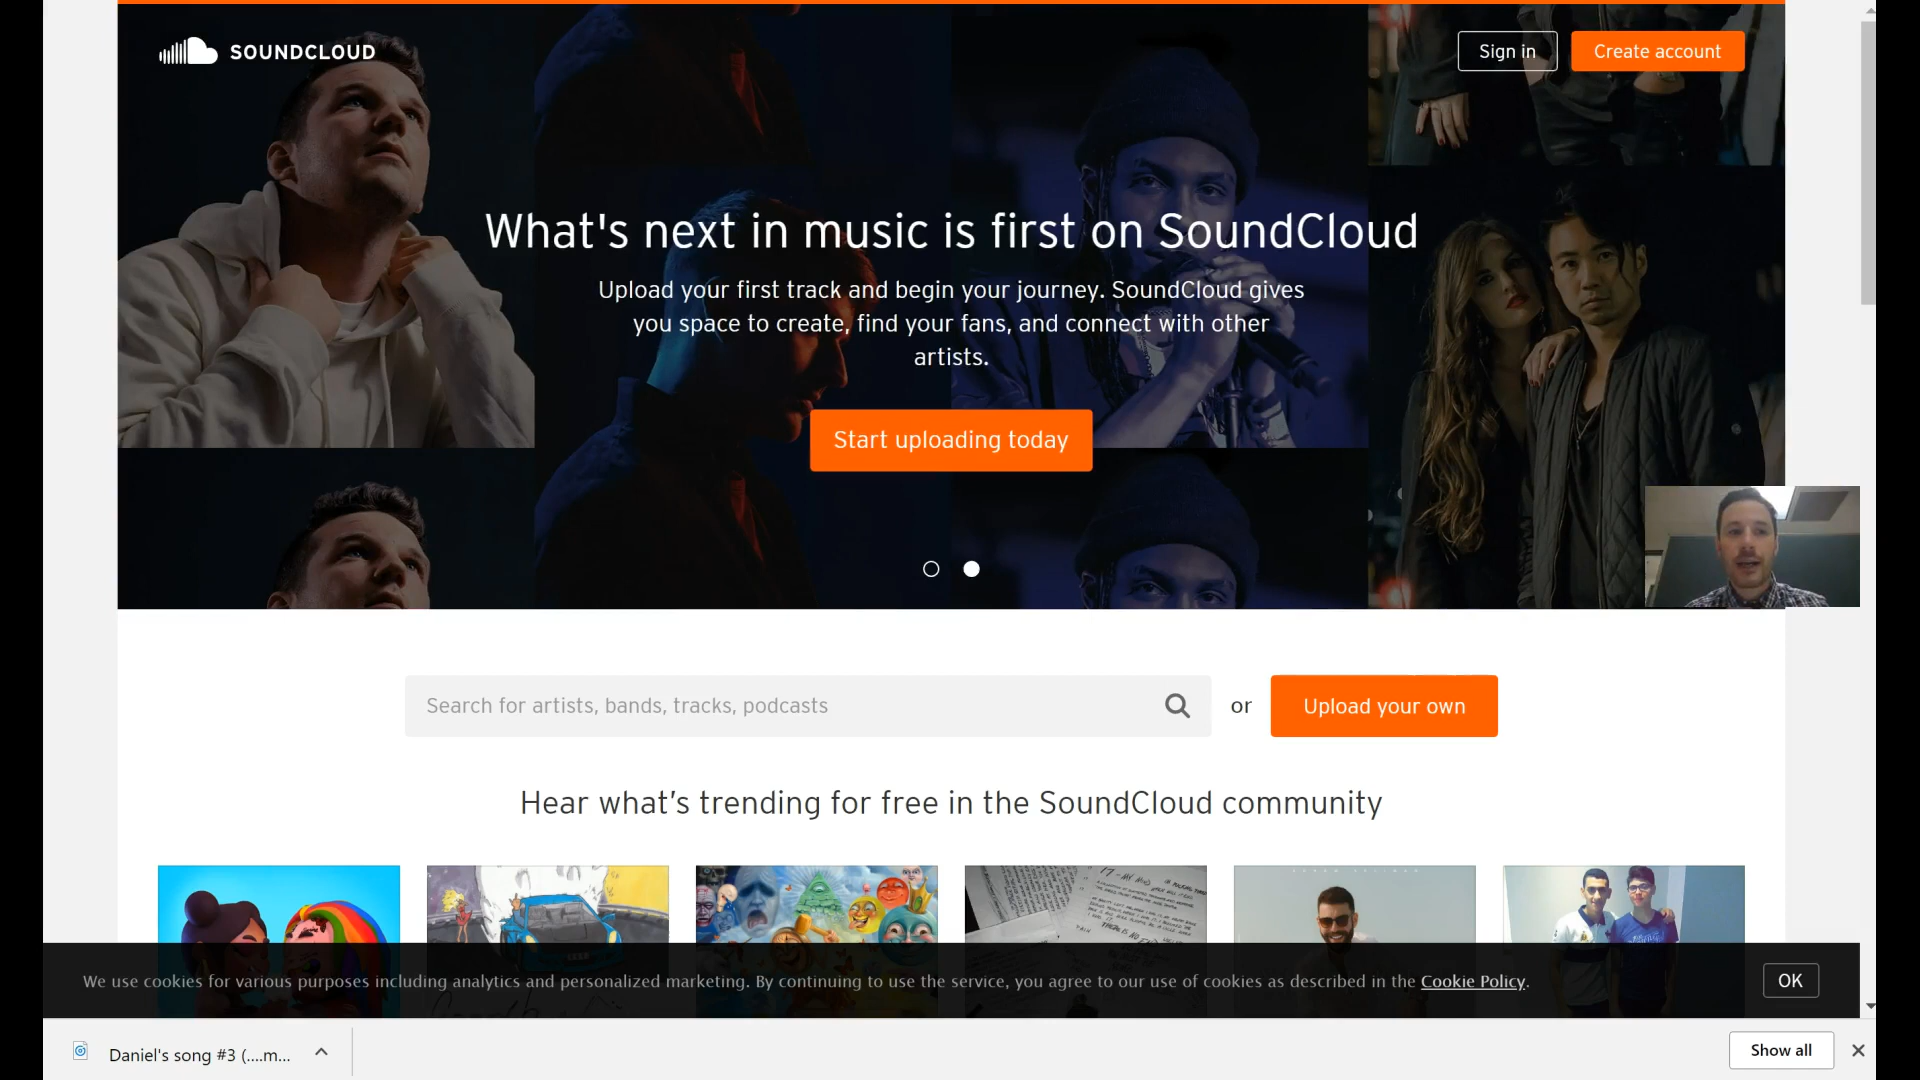 SOUNDCLOUD
Sign in
Create account
What's next in music is first on SoundCloud
Upload your first track and begin your journey. SoundCloud gives
you space to create, find your fans, and connect with other
artists.
Start uploading today
Search for artists, bands, tracks, podcasts
or
Upload your own
Hear what’s trending for free in the SoundCloud community
We use cookies for various purposes including analytics and personalized marketing. By continuing to use the service, you agree to our use of cookies as described in the Cookie Policy.
OK
Daniel's song #3 (....m...
Show all